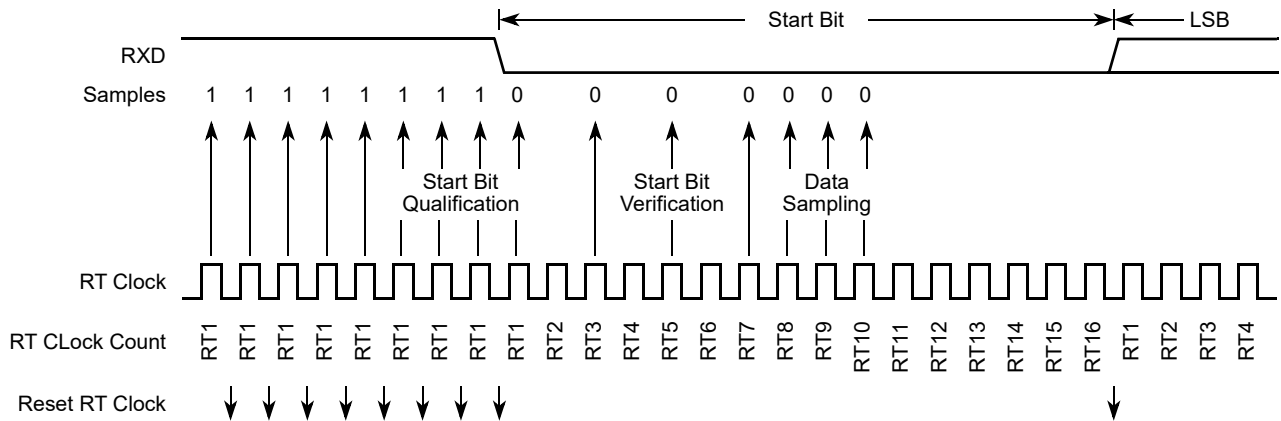 Start Bit LSB
RXD
Samples 1 1 1 1 1 1 1 1 0 0 0 0 0 0 0
Start Bit Qualification Start Bit Verification Data Sampling
RT Clock
RT CLock Count RT1 RT1 RT1 RT1 RT1 RT1 RT1 RT1 RT1 RT2 RT3 RT4 RT5 RT6 RT7 RT8 RT9 RT10 RT11 RT12 RT13 RT14 RT15 RT16 RT1 RT2 RT3 RT4
Reset RT Clock